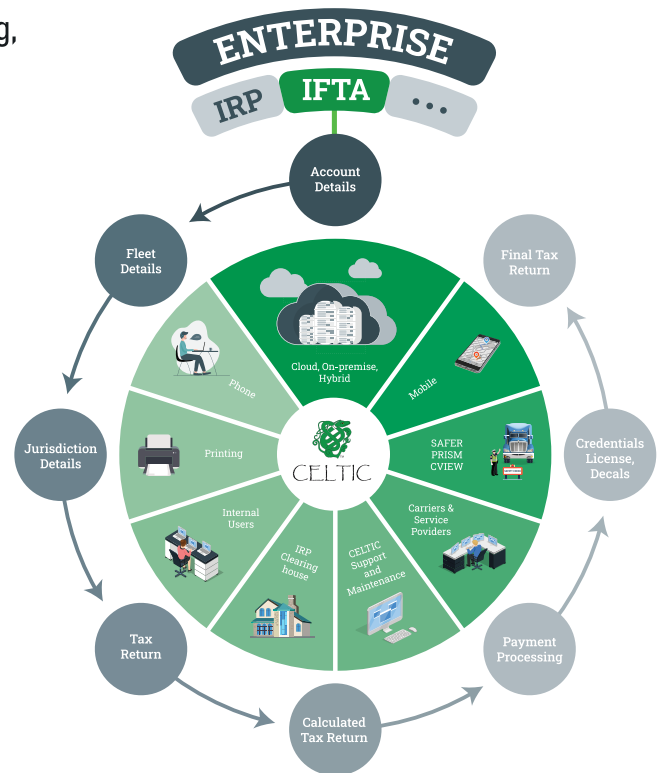 g,
ENTERPRISE
IRP
IFTA
...
Account
Details
Fleet
Details
Final Tax
Return
Cloud, On-premise,
Hybrid
Phone
Mobile
Jurisdiction
Details
Printing
CELTIC
SAFER
PRISM
CVIEW
Credentials
License,
Decals
Internal
Users
IRP
Clearing
house
CELTIC
Support
and
Maintenance
Carriers &
Service
Poviders
Tax
Return
Payment
Processing
Calculated
Tax Return